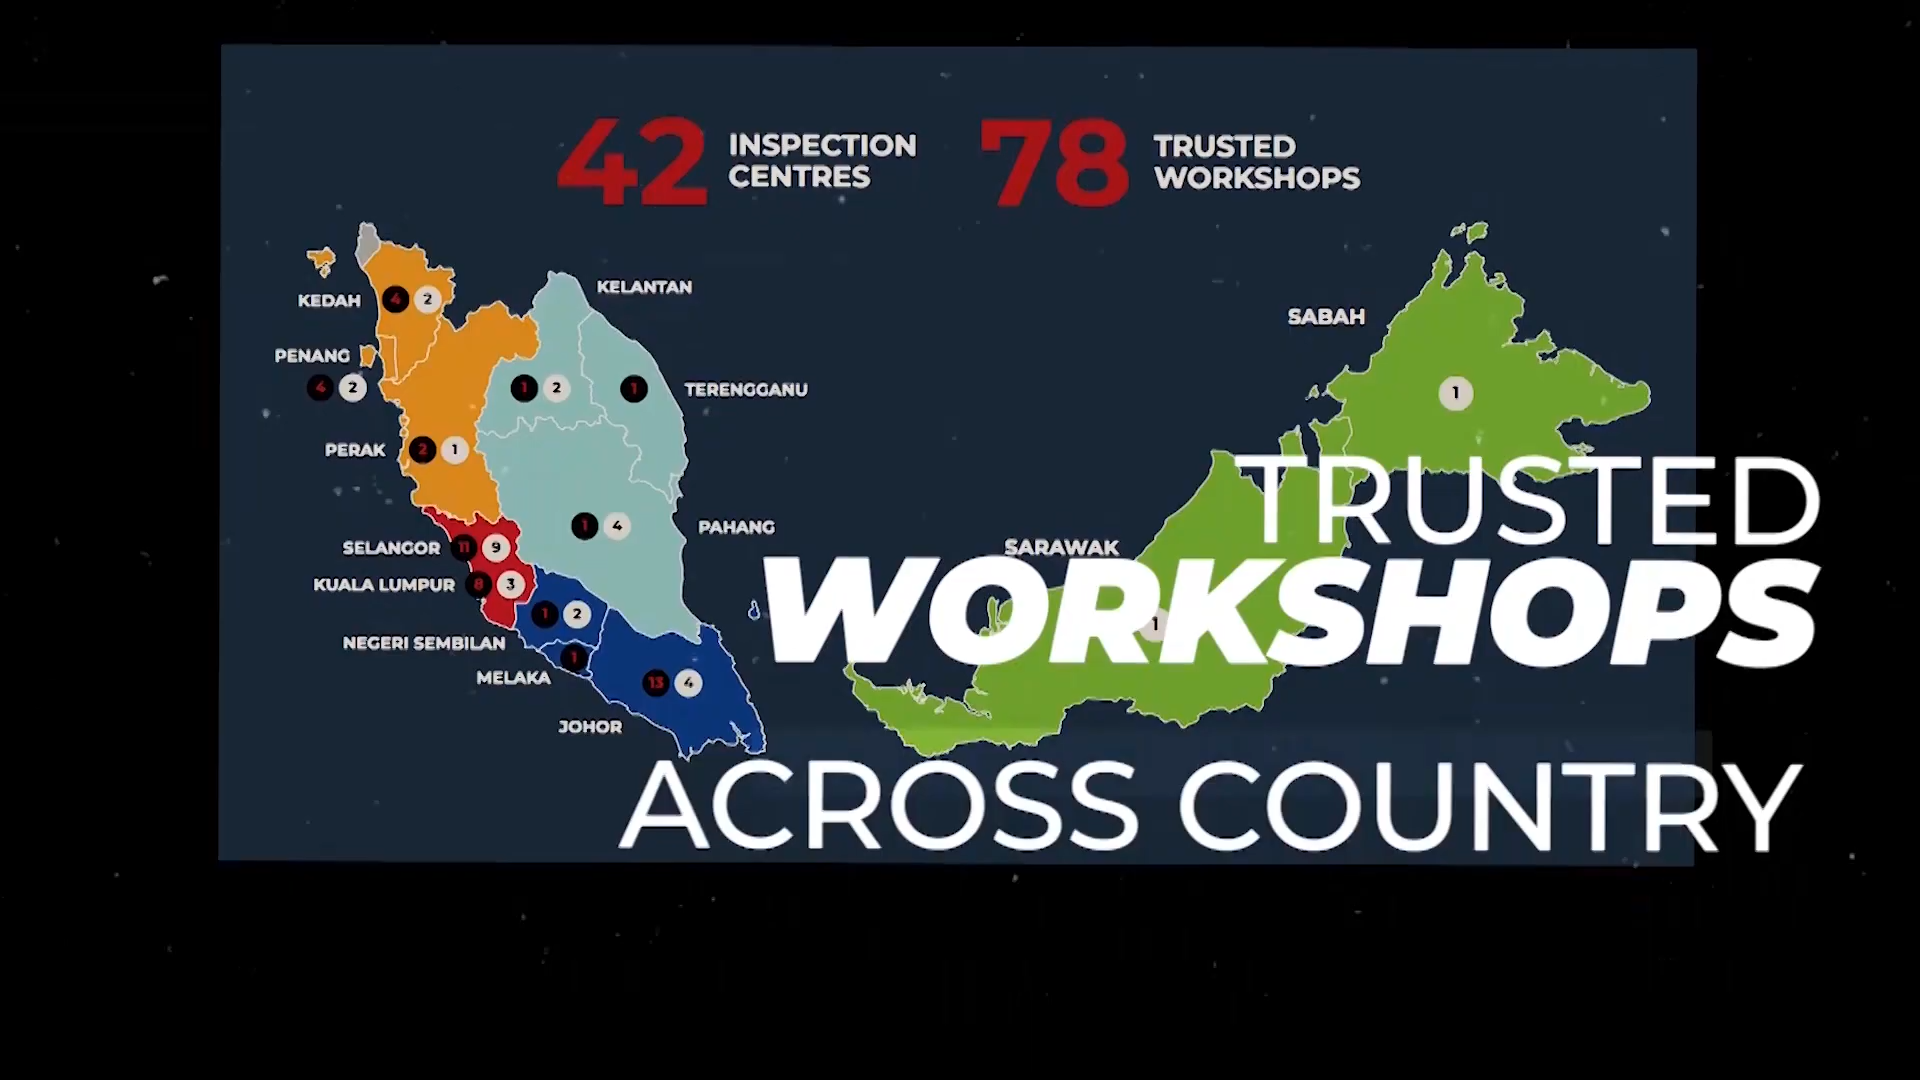 42
INSPECTION
CENTRES
78
TRUSTED
WORKSHOPS
KEDAH
4 2
PENANG
4 2
PERAK
2 1
KELANTAN
1 2
TERENGGANU
1
PAHANG
1 4
SELANGOR
11 9
KUALA LUMPUR
8 3
NEGERI SEMBILAN
1 2
MELAKA
1
JOHOR
13 4
SABAH
1
SARAWAK
1
TRUSTED
WORKSHOPS
ACROSS COUNTRY